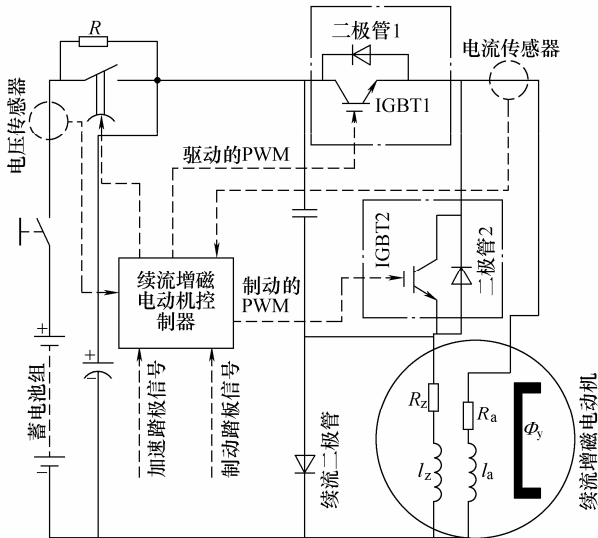 R
二极管1
电流传感器
IGBT1
电压传感器
驱动的PWM
IGBT2
二极管2
续流增磁
电动机控
制器
制动的
PWM
+
+
−
蓄电池组
−
加速踏极信号
制动踏板信号
续流二极管
Rz
Ra
lz
la
Φy
续流增磁电动机